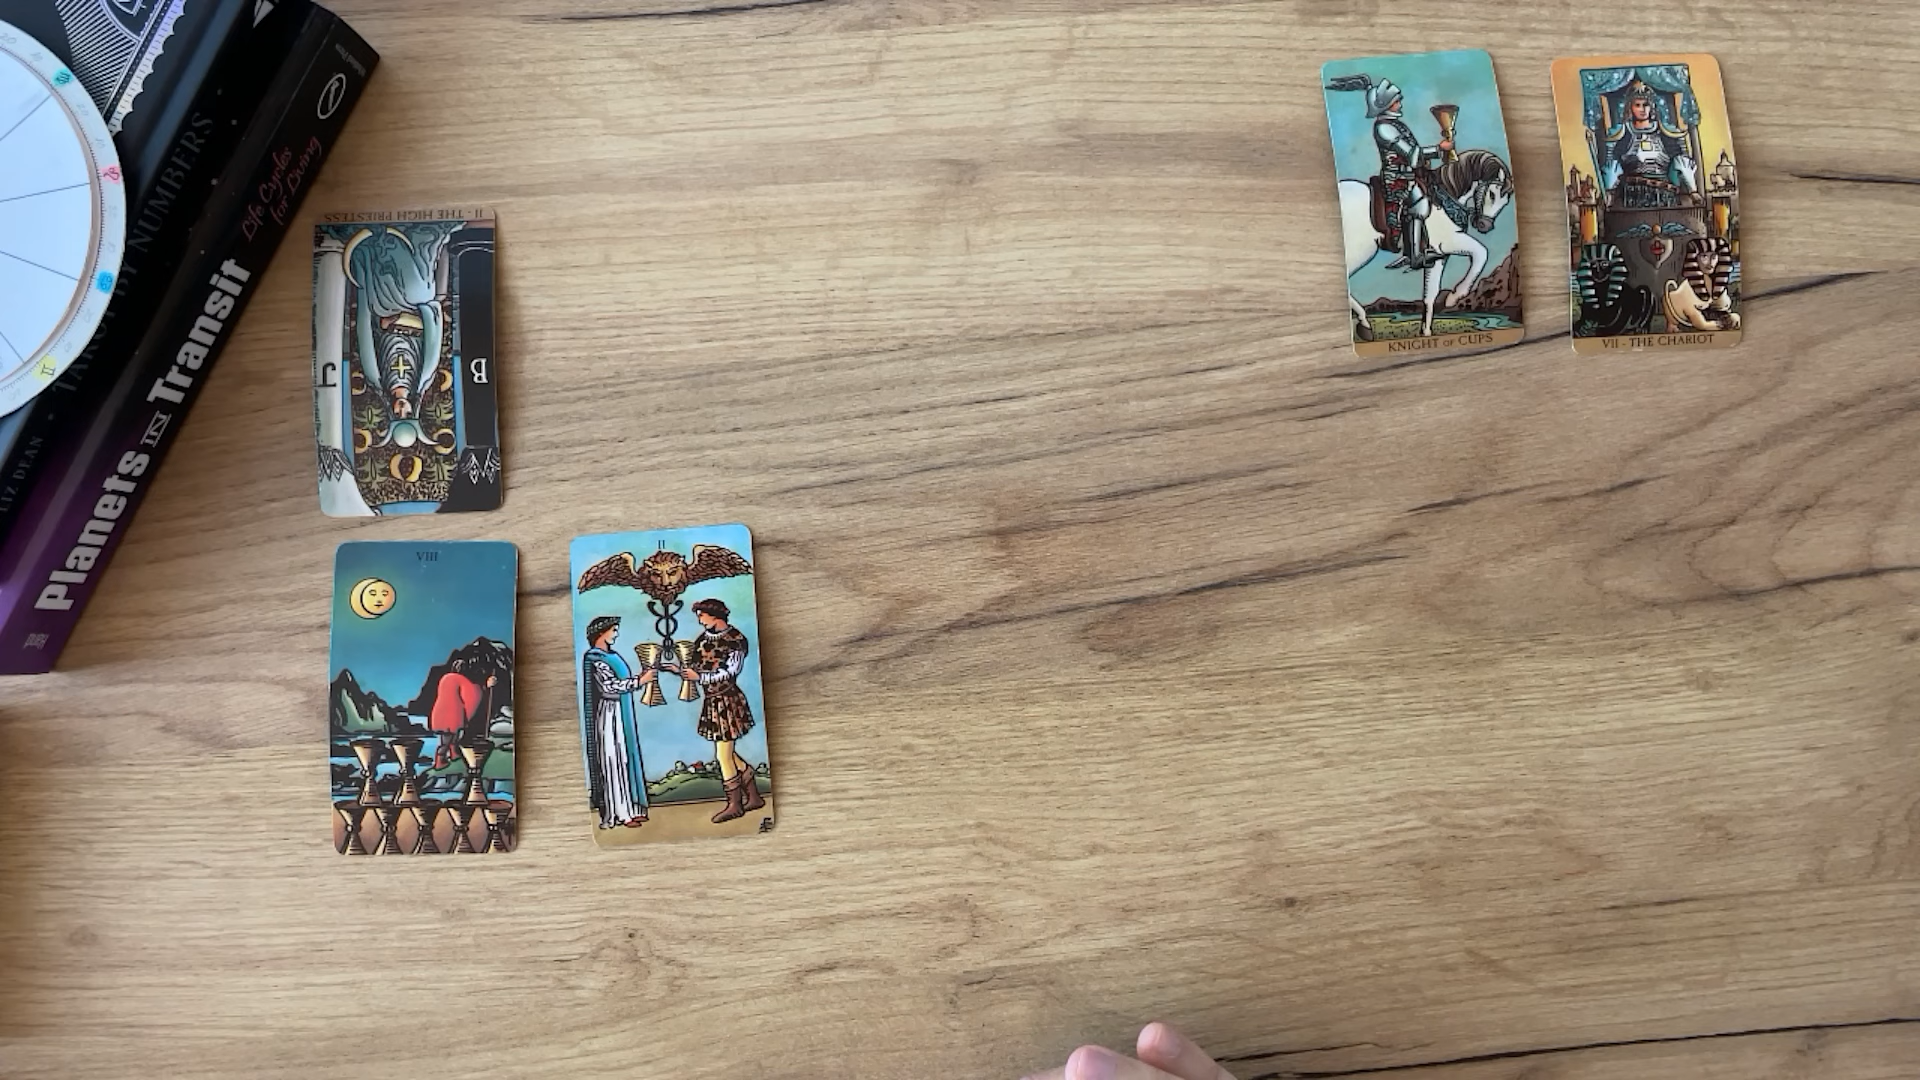 TAROT BY NUMBERS
LIZ DEAN
Planets IN Transit
Life Cycles
for Living
II - THE HIGH PRIESTESS
B
J
VIII
II
KNIGHT OF CUPS
VII - THE CHARIOT